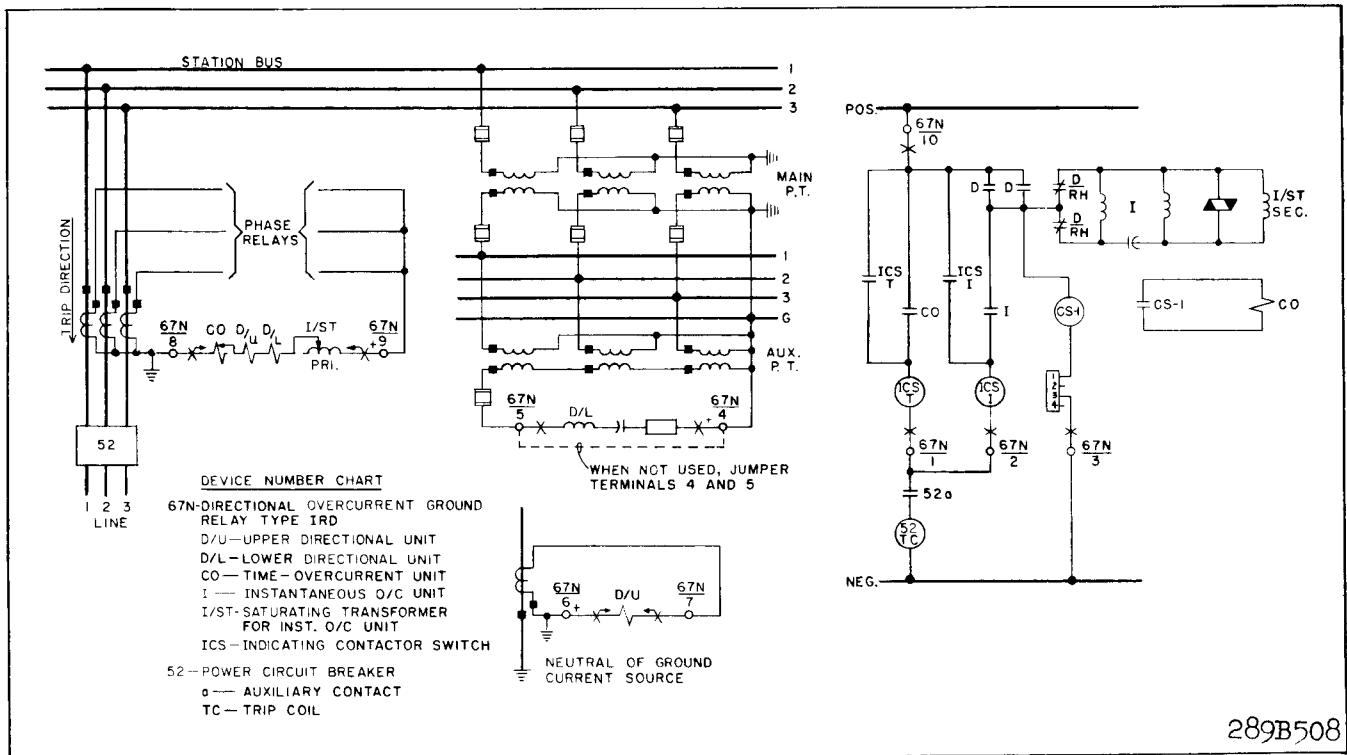 STATION BUS
1
2
3
MAIN
P.T.
1
2
3
G
AUX.
P.T.
TRIP DIRECTION
PHASE
RELAYS
67N
8
CO
D/U
D/L
I/ST
PRI.
67N
+9
52
1 2 3
LINE
67N
5
D/L
67N
+ 4
WHEN NOT USED, JUMPER
TERMINALS 4 AND 5
DEVICE NUMBER CHART
67N-DIRECTIONAL OVERCURRENT GROUND
RELAY TYPE IRD
D/U—UPPER DIRECTIONAL UNIT
D/L—LOWER DIRECTIONAL UNIT
CO—TIME-OVERCURRENT UNIT
I — INSTANTANEOUS O/C UNIT
I/ST-SATURATING TRANSFORMER
FOR INST. O/C UNIT
ICS—INDICATING CONTACTOR SWITCH
52—POWER CIRCUIT BREAKER
a — AUXILIARY CONTACT
TC—TRIP COIL
67N
6 +
D/U
67N
7
NEUTRAL OF GROUND
CURRENT SOURCE
POS.
67N
10
D
D
D
RH
D
RH
I
I/ST
SEC.
ICS
T
CO
ICS
I
I
CS-1
CS-1
CO
ICS
T
ICS
I
1
2
3
4
67N
1
67N
2
67N
3
52a
52
TC
NEG.
289B508